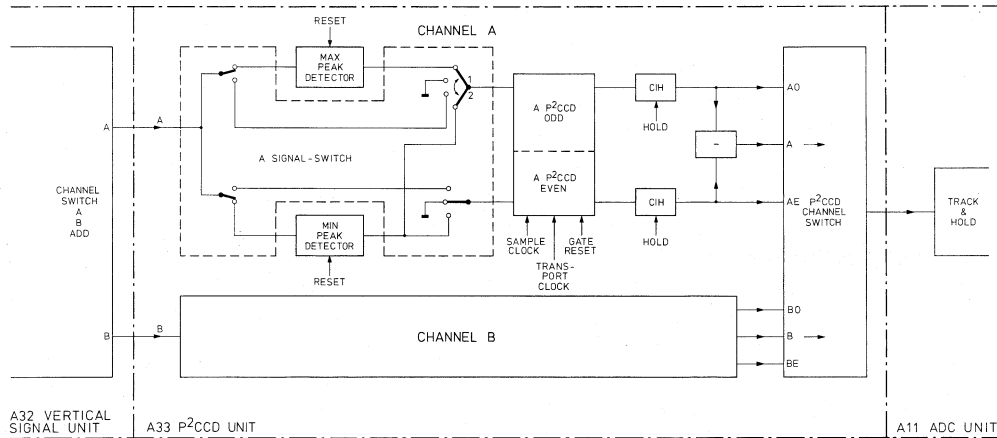 RESET
CHANNEL A
MAX
PEAK
DETECTOR
1
2
A P²CCD
ODD
CIH
HOLD
AO
A
A
A SIGNAL-SWITCH
-
A
CHANNEL
SWITCH
A
B
ADD
A P²CCD
EVEN
CIH
HOLD
AE
P²CCD
CHANNEL
SWITCH
TRACK
&
HOLD
MIN
PEAK
DETECTOR
RESET
SAMPLE
CLOCK
TRANS-
PORT
CLOCK
GATE
RESET
B
B
CHANNEL B
BO
B
BE
A32 VERTICAL
SIGNAL UNIT
A33 P²CCD UNIT
A11 ADC UNIT